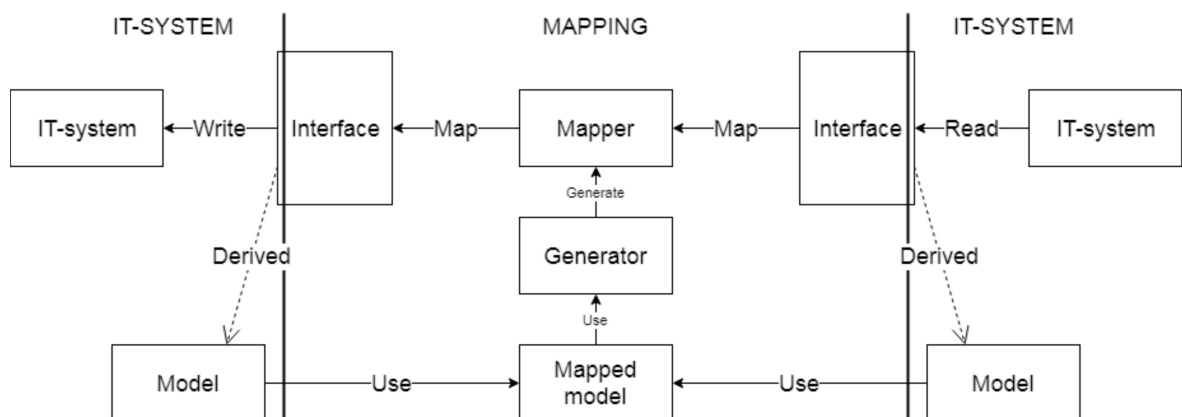 IT-SYSTEM
MAPPING
IT-SYSTEM
IT-system
Write
Interface
Map
Mapper
Map
Interface
Read
IT-system
Generate
Derived
Generator
Derived
Use
Model
Use
Mapped
model
Use
Model